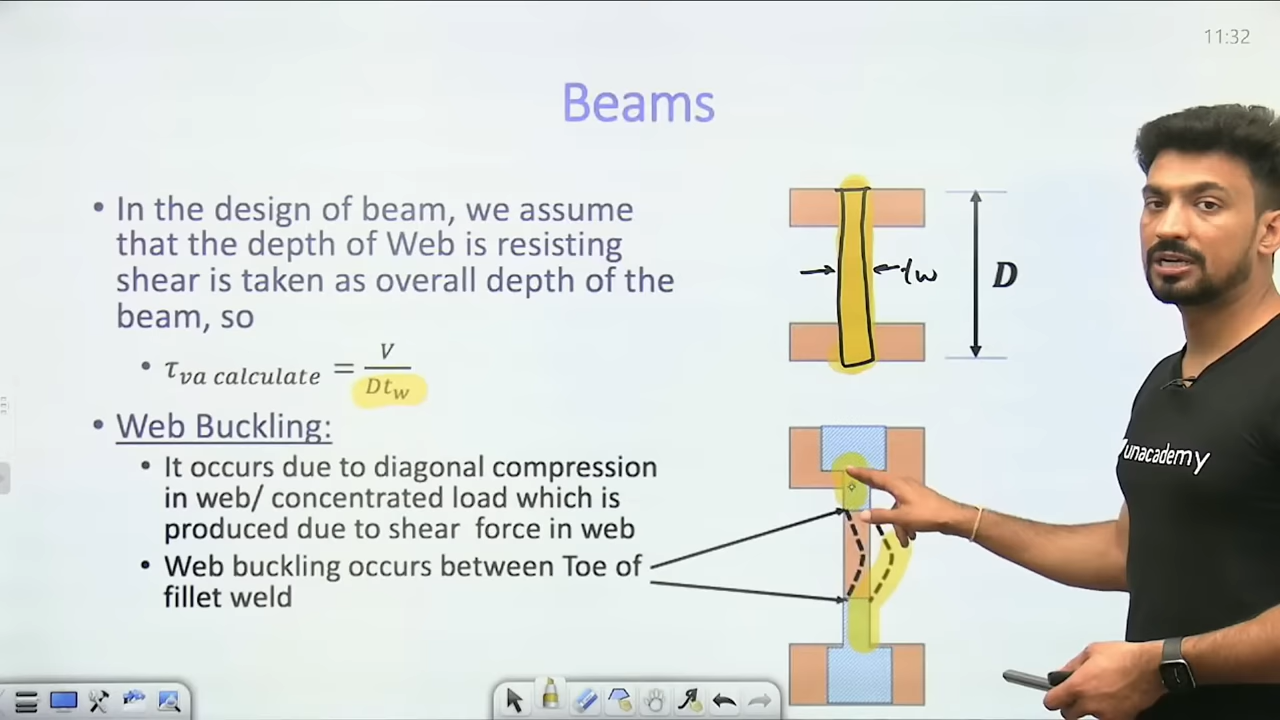 11:32
Beams
• In the design of beam, we assume
that the depth of Web is resisting
shear is taken as overall depth of the
beam, so
• τ_va calculate = V / Dt_w
• Web Buckling:
• It occurs due to diagonal compression
in web/ concentrated load which is
produced due to shear force in web
• Web buckling occurs between Toe of
fillet weld
tw
D
unacademy